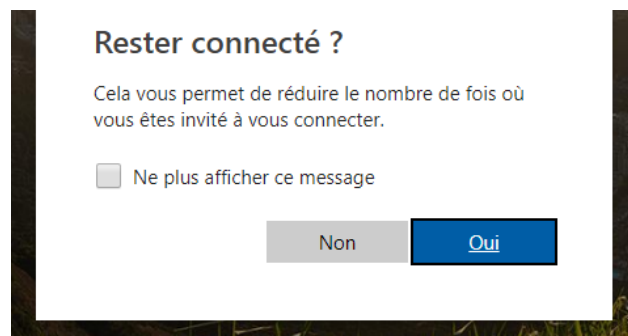 Rester connecté ?
Cela vous permet de réduire le nombre de fois où
vous êtes invité à vous connecter.
Ne plus afficher ce message
Non
Oui